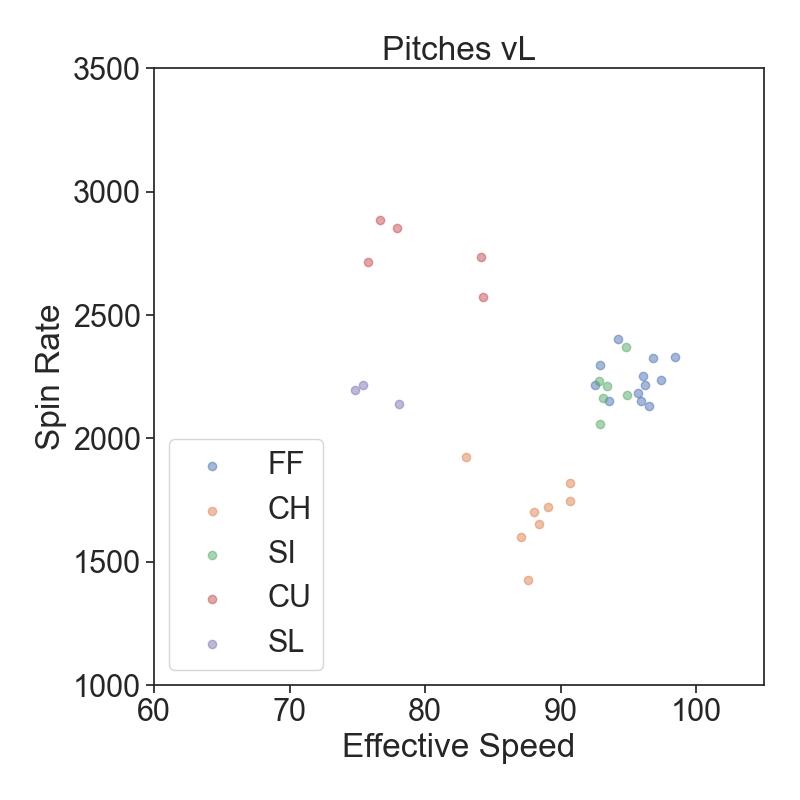 Pitches vL
3500
3000
2500
2000
1500
1000
Spin Rate
FF
CH
SI
CU
SL
60 70 80 90 100
Effective Speed